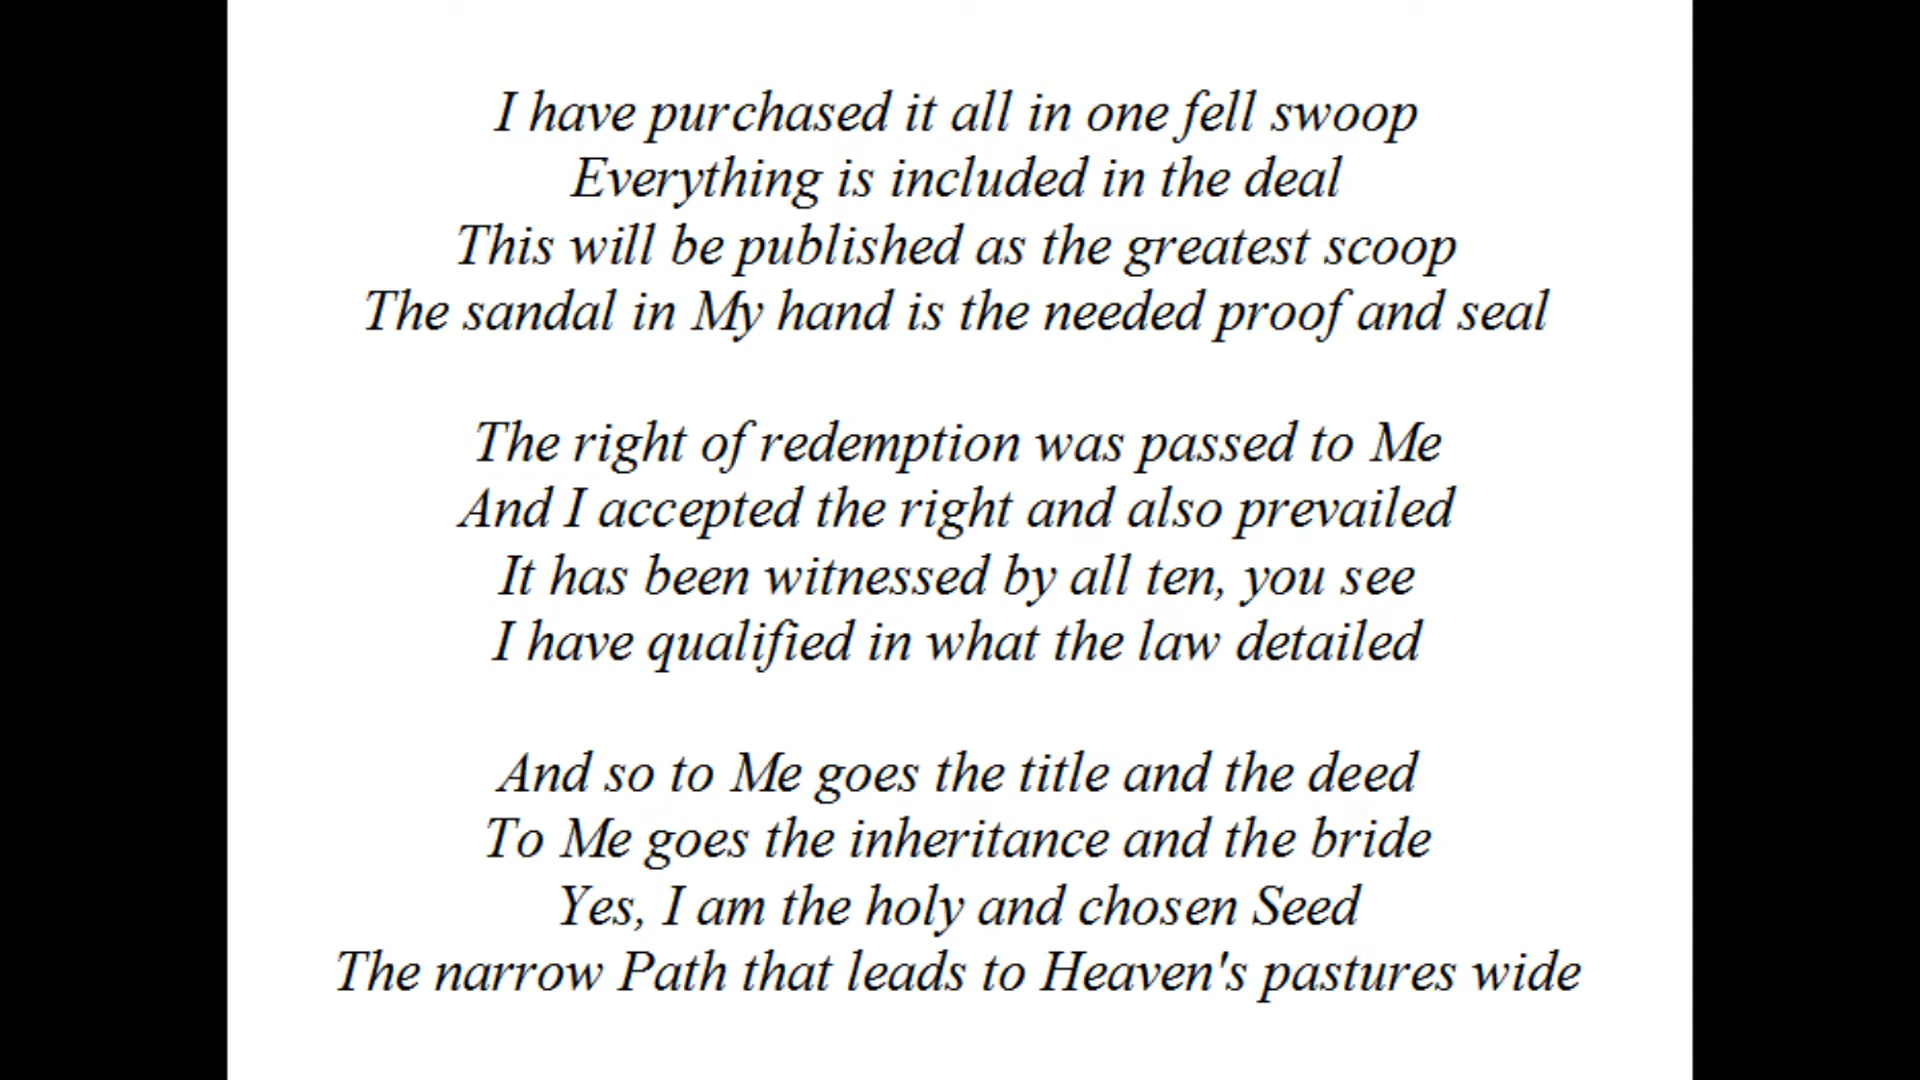 I have purchased it all in one fell swoop
Everything is included in the deal
This will be published as the greatest scoop
The sandal in My hand is the needed proof and seal
The right of redemption was passed to Me
And I accepted the right and also prevailed
It has been witnessed by all ten, you see
I have qualified in what the law detailed
And so to Me goes the title and the deed
To Me goes the inheritance and the bride
Yes, I am the holy and chosen Seed
The narrow Path that leads to Heaven's pastures wide